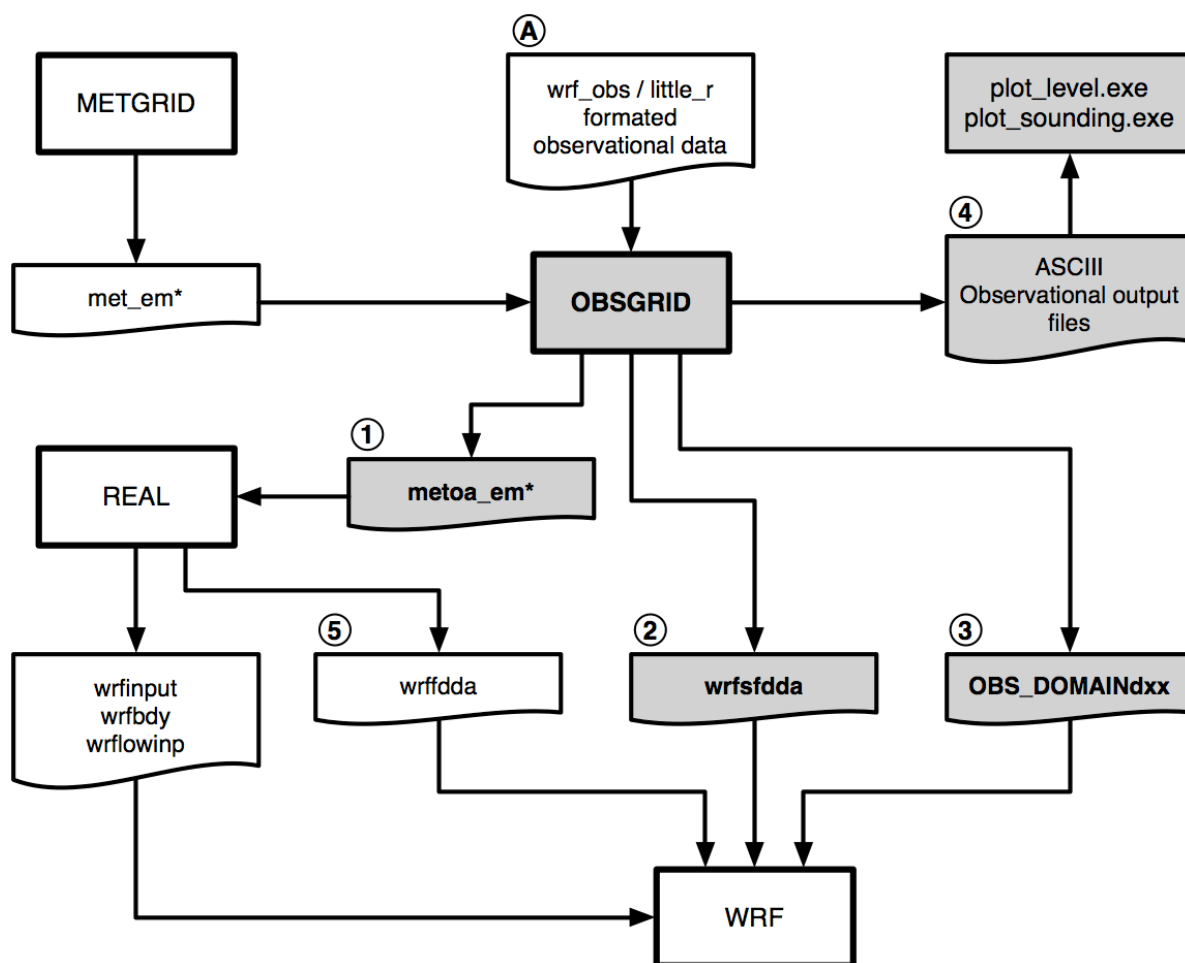 Ⓐ
METGRID
wrf_obs / little_r
formated
observational data
plot_level.exe
plot_sounding.exe
④
met_em*
OBSGRID
ASCIII
Observational output
files
①
REAL
metoa_em*
⑤
②
③
wrfinput
wrfbdy
wrflowinp
wrffdda
wrfsfdda
OBS_DOMAINdxx
WRF